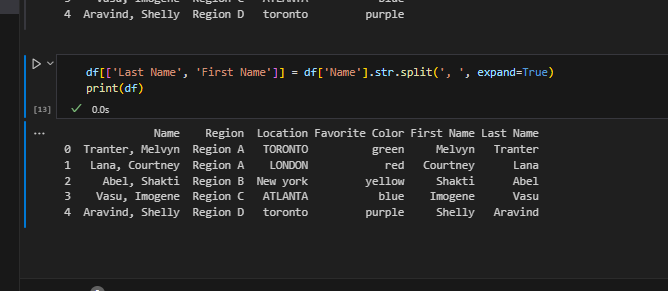 3 Vasu, Imogene Region C ATLANTA blue
4 Aravind, Shelly Region D toronto purple
df[['Last Name', 'First Name']] = df['Name'].str.split(', ', expand=True)
print(df)
[13] 0.0s
Name Region Location Favorite Color First Name Last Name
0 Tranter, Melvyn Region A TORONTO green Melvyn Tranter
1 Lana, Courtney Region A LONDON red Courtney Lana
2 Abel, Shakti Region B New york yellow Shakti Abel
3 Vasu, Imogene Region C ATLANTA blue Imogene Vasu
4 Aravind, Shelly Region D toronto purple Shelly Aravind